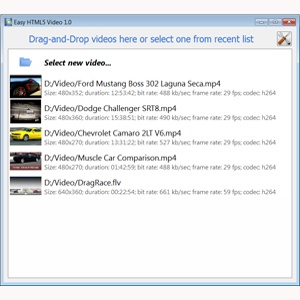 Easy HTML5 Video 1.0
Drag-and-Drop videos here or select one from recent list
Select new video...
D:/Video/Ford Mustang Boss 302 Laguna Seca.mp4
Size: 480x352; duration: 12:53:42; bit rate: 488 kb/sec; frame rate: 29 fps; codec: h264
D:/Video/Dodge Challenger SRT8.mp4
Size: 480x360; duration: 15:38:51; bit rate: 490 kb/sec; frame rate: 29 fps; codec: h264
D:/Video/Chevrolet Camaro 2LT V6.mp4
Size: 480x270; duration: 13:31:22; bit rate: 527 kb/sec; frame rate: 29 fps; codec: h264
D:/Video/Muscle Car Comparison.mp4
Size: 480x270; duration: 01:42:59; bit rate: 488 kb/sec; frame rate: 29 fps; codec: h264
D:/Video/DragRace.flv
Size: 640x360; duration: 00:22:54; bit rate: 661 kb/sec; frame rate: 59 fps; codec: h264